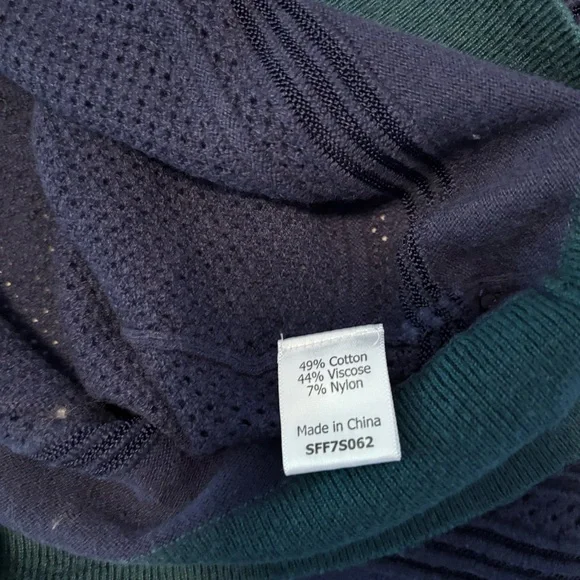 49% Cotton
44% Viscose
7% Nylon
Made in China
SFF7S062